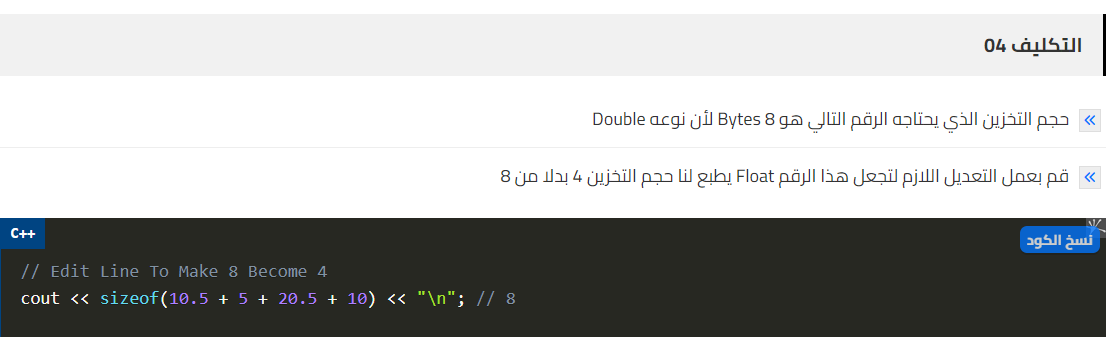 التكليف 04
حجم التخزين الذي يحتاجه الرقم التالي هو 8 Bytes لأن نوعه Double
قم بعمل التعديل اللازم لتجعل هذا الرقم Float يطبع لنا حجم التخزين 4 بدلا من 8
C++
نسخ الكود
// Edit Line To Make 8 Become 4
cout << sizeof(10.5 + 5 + 20.5 + 10) << "\n"; // 8